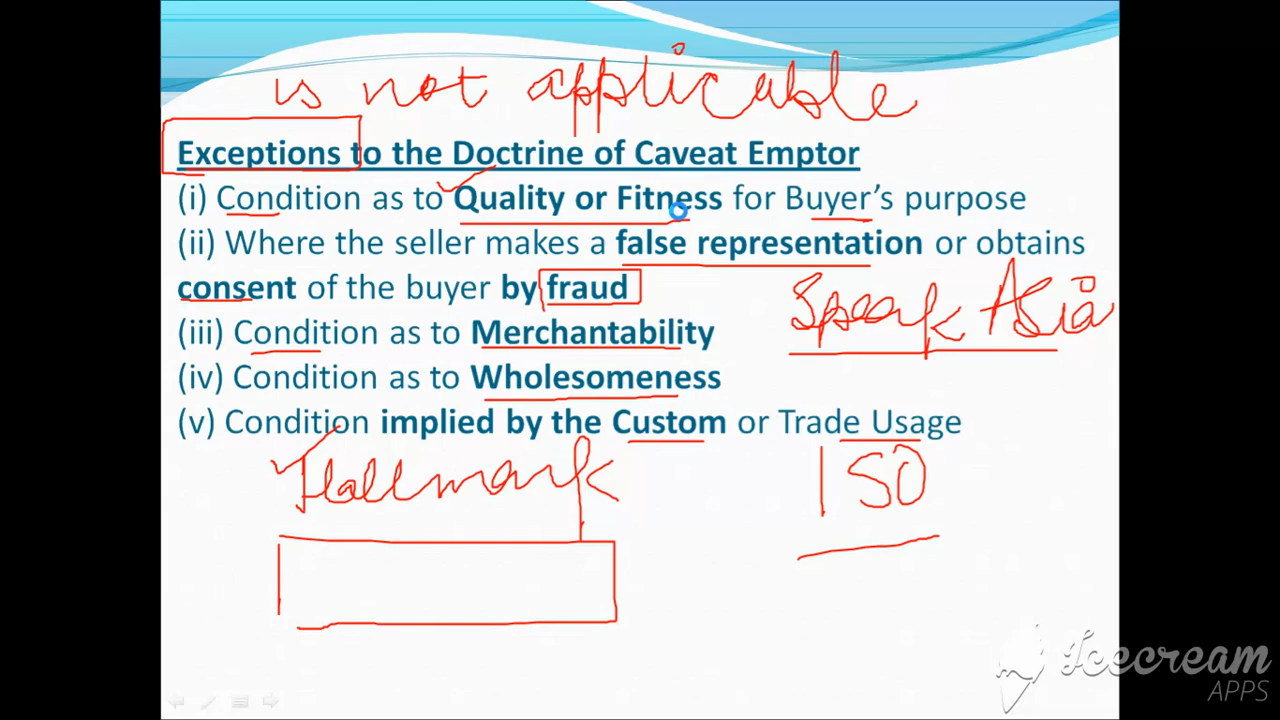 is not applicable
Exceptions to the Doctrine of Caveat Emptor
(i) Condition as to Quality or Fitness for Buyer’s purpose
(ii) Where the seller makes a false representation or obtains
consent of the buyer by fraud
Speak Asia
(iii) Condition as to Merchantability
(iv) Condition as to Wholesomeness
(v) Condition implied by the Custom or Trade Usage
Hallmark ISO
Icecream
APPS